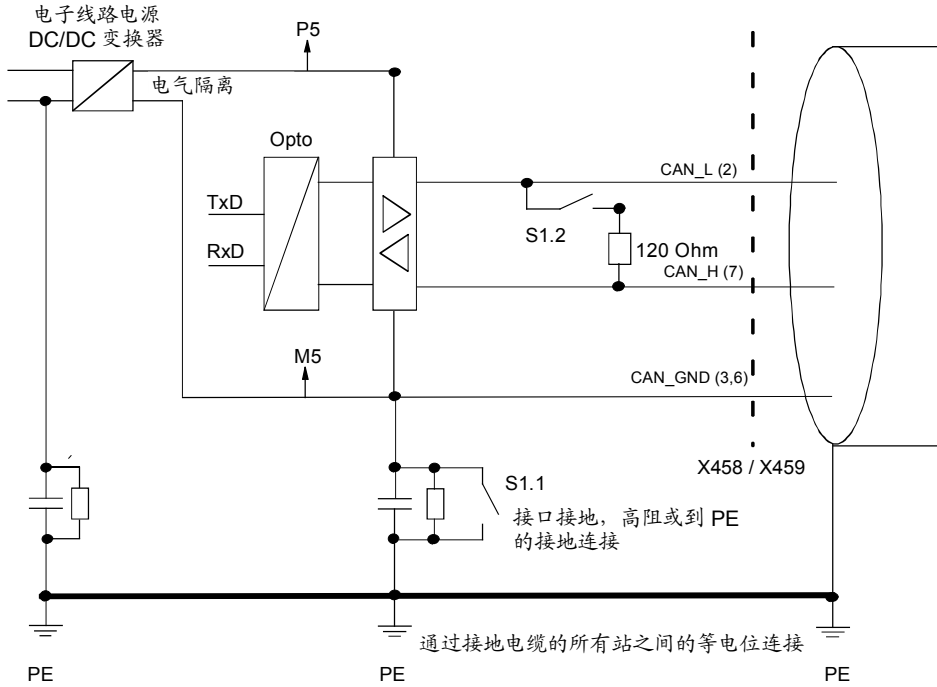 电子线路电源
DC/DC 变换器
P5
电气隔离
Opto
CAN_L (2)
TxD
S1.2
RxD
120 Ohm
CAN_H (7)
M5
CAN_GND (3,6)
X458 / X459
S1.1
接口接地，高阻或到 PE
的接地连接
通过接地电缆的所有站之间的等电位连接
PE
PE
PE